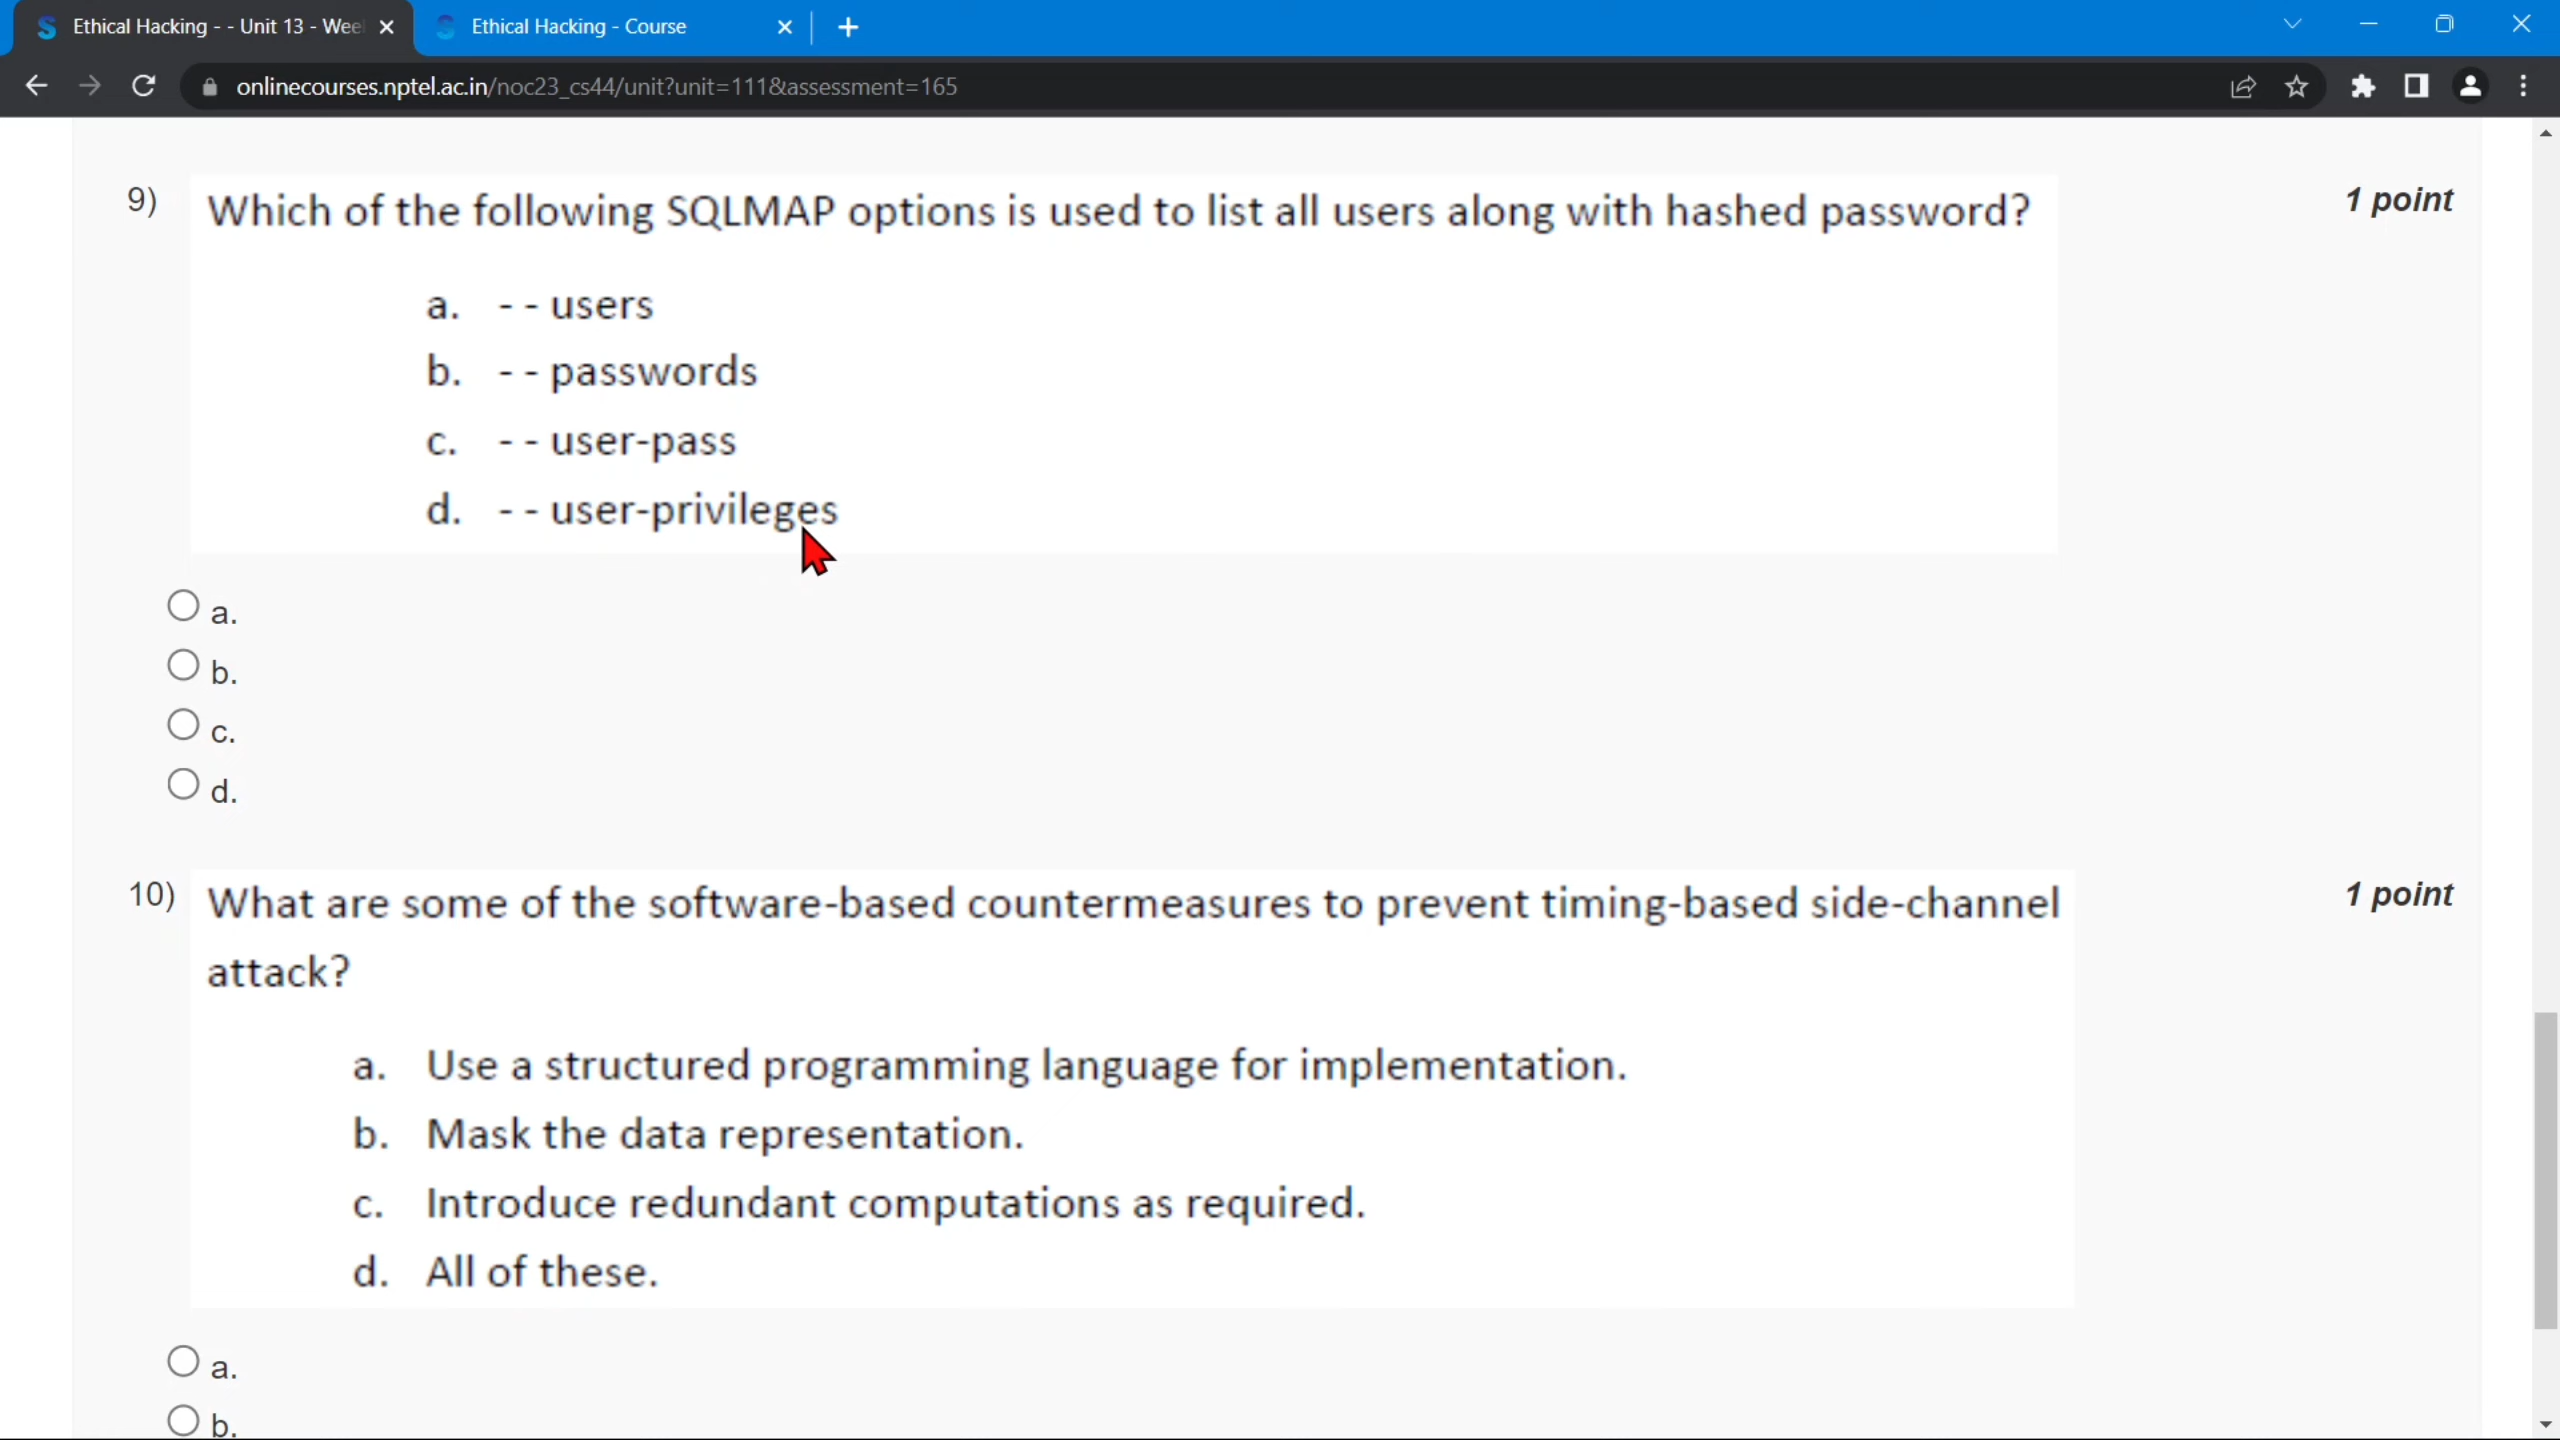 Ethical Hacking - - Unit 13 - Wee
Ethical Hacking - Course
onlinecourses.nptel.ac.in/noc23_cs44/unit?unit=111&assessment=165
9) Which of the following SQLMAP options is used to list all users along with hashed password? 1 point
a. - - users
b. - - passwords
c. - - user-pass
d. - - user-privileges
a.
b.
c.
d.
10) What are some of the software-based countermeasures to prevent timing-based side-channel 1 point
attack?
a. Use a structured programming language for implementation.
b. Mask the data representation.
c. Introduce redundant computations as required.
d. All of these.
a.
b.